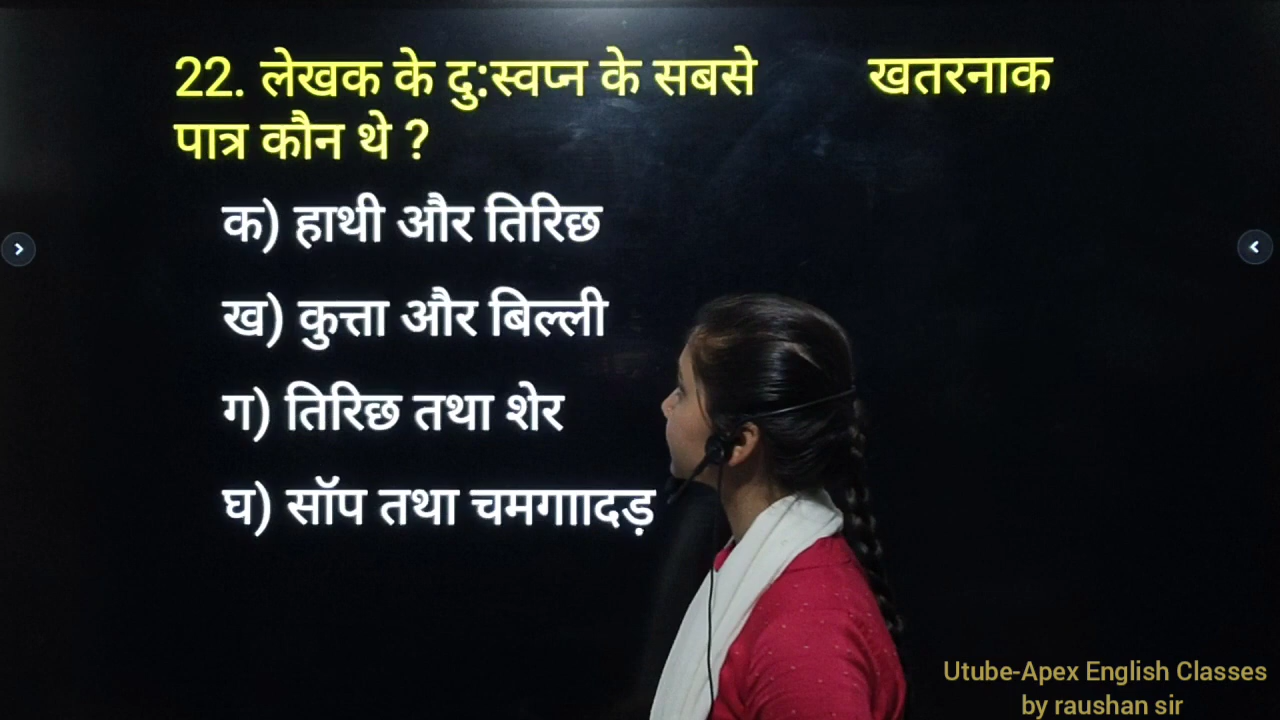 22. लेखक के दु:स्वप्न के सबसे खतरनाक
पात्र कौन थे ?
क) हाथी और तिरिछ
ख) कुत्ता और बिल्ली
ग) तिरिछ तथा शेर
घ) सॉप तथा चमगाादड़
Utube-Apex English Classes
by raushan sir